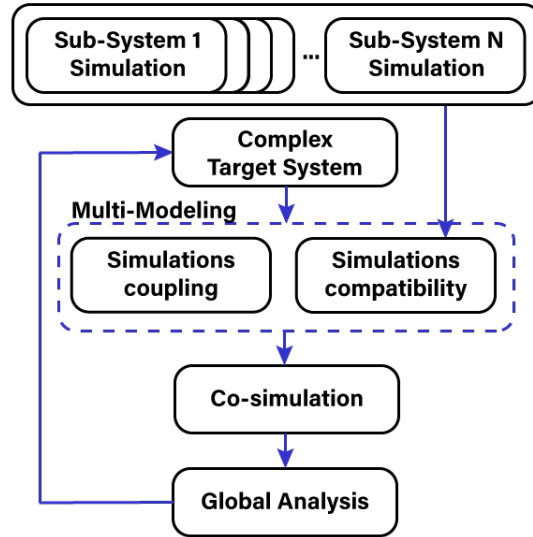 Sub-System 1
Simulation
...
Sub-System N
Simulation
Complex
Target System
Multi-Modeling
Simulations
coupling
Simulations
compatibility
Co-simulation
Global Analysis